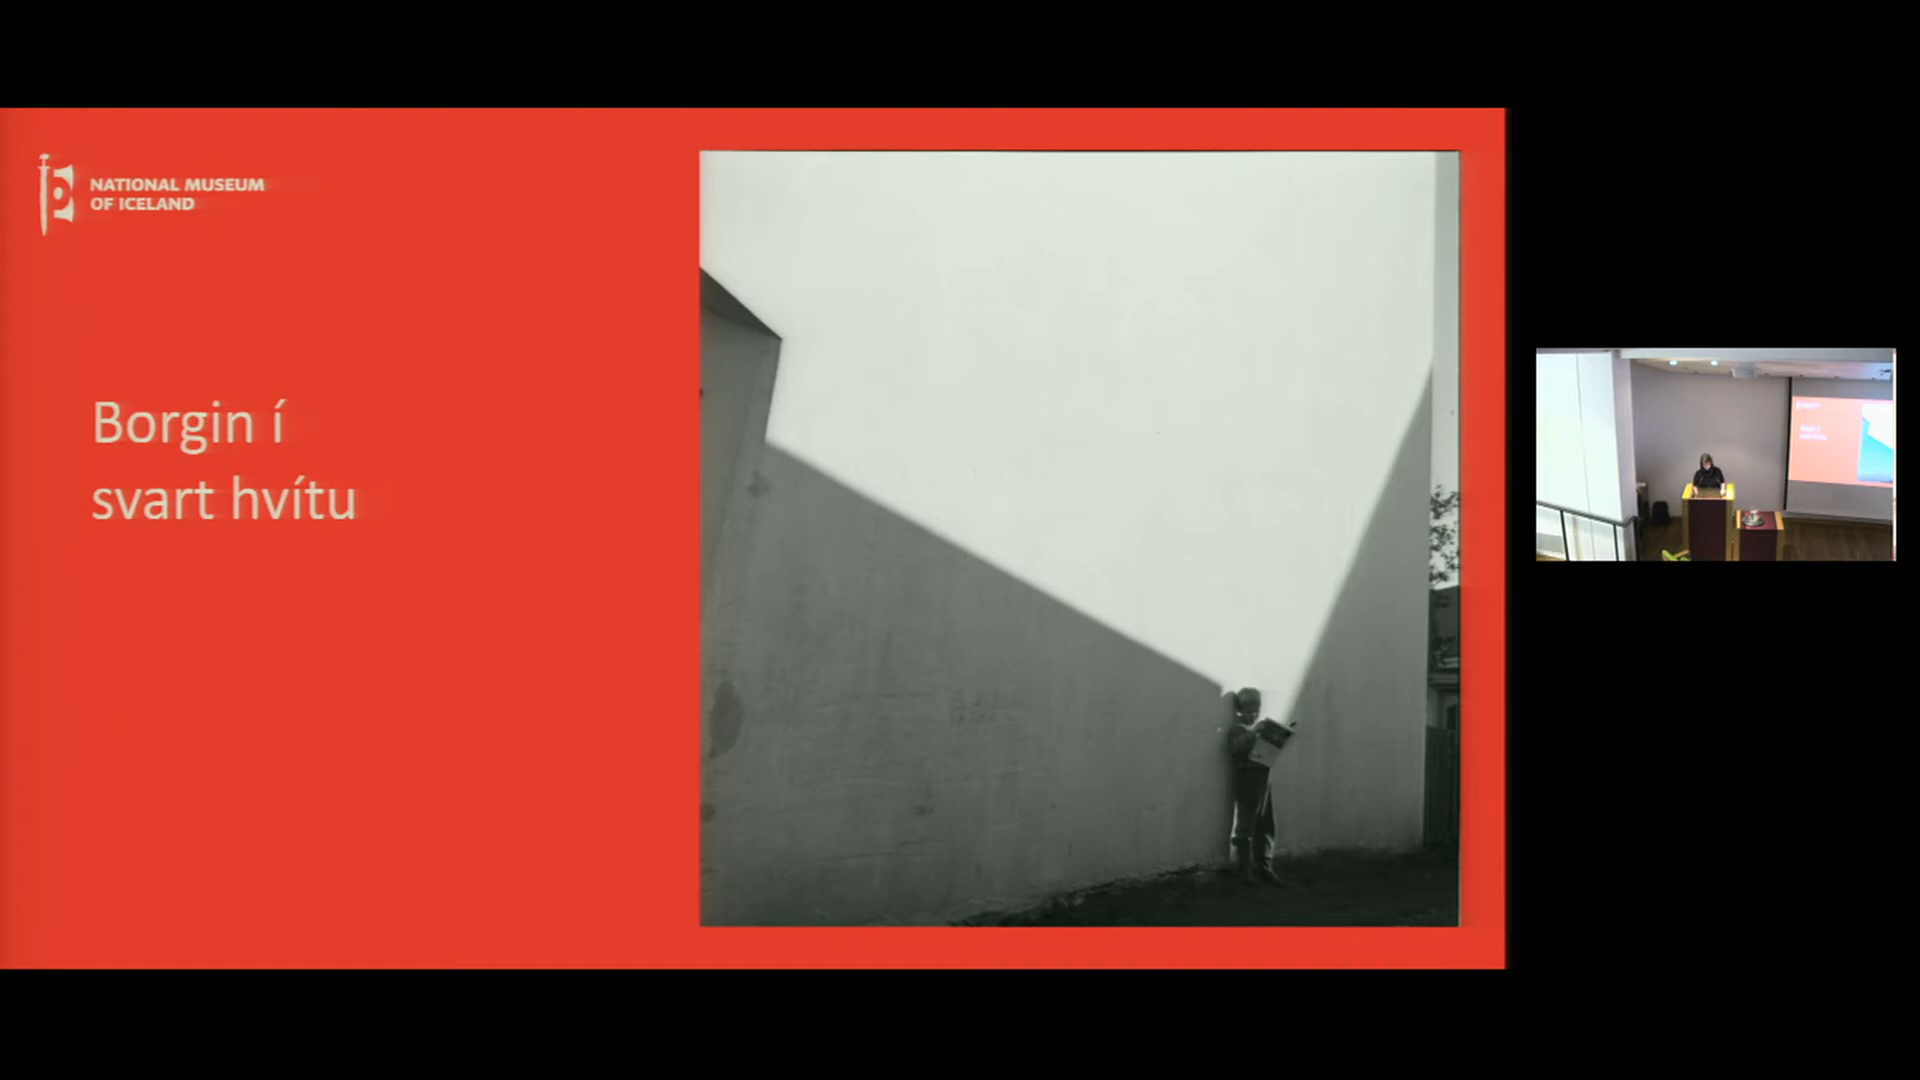 NATIONAL MUSEUM
OF ICELAND
Borgin í
svart hvítu